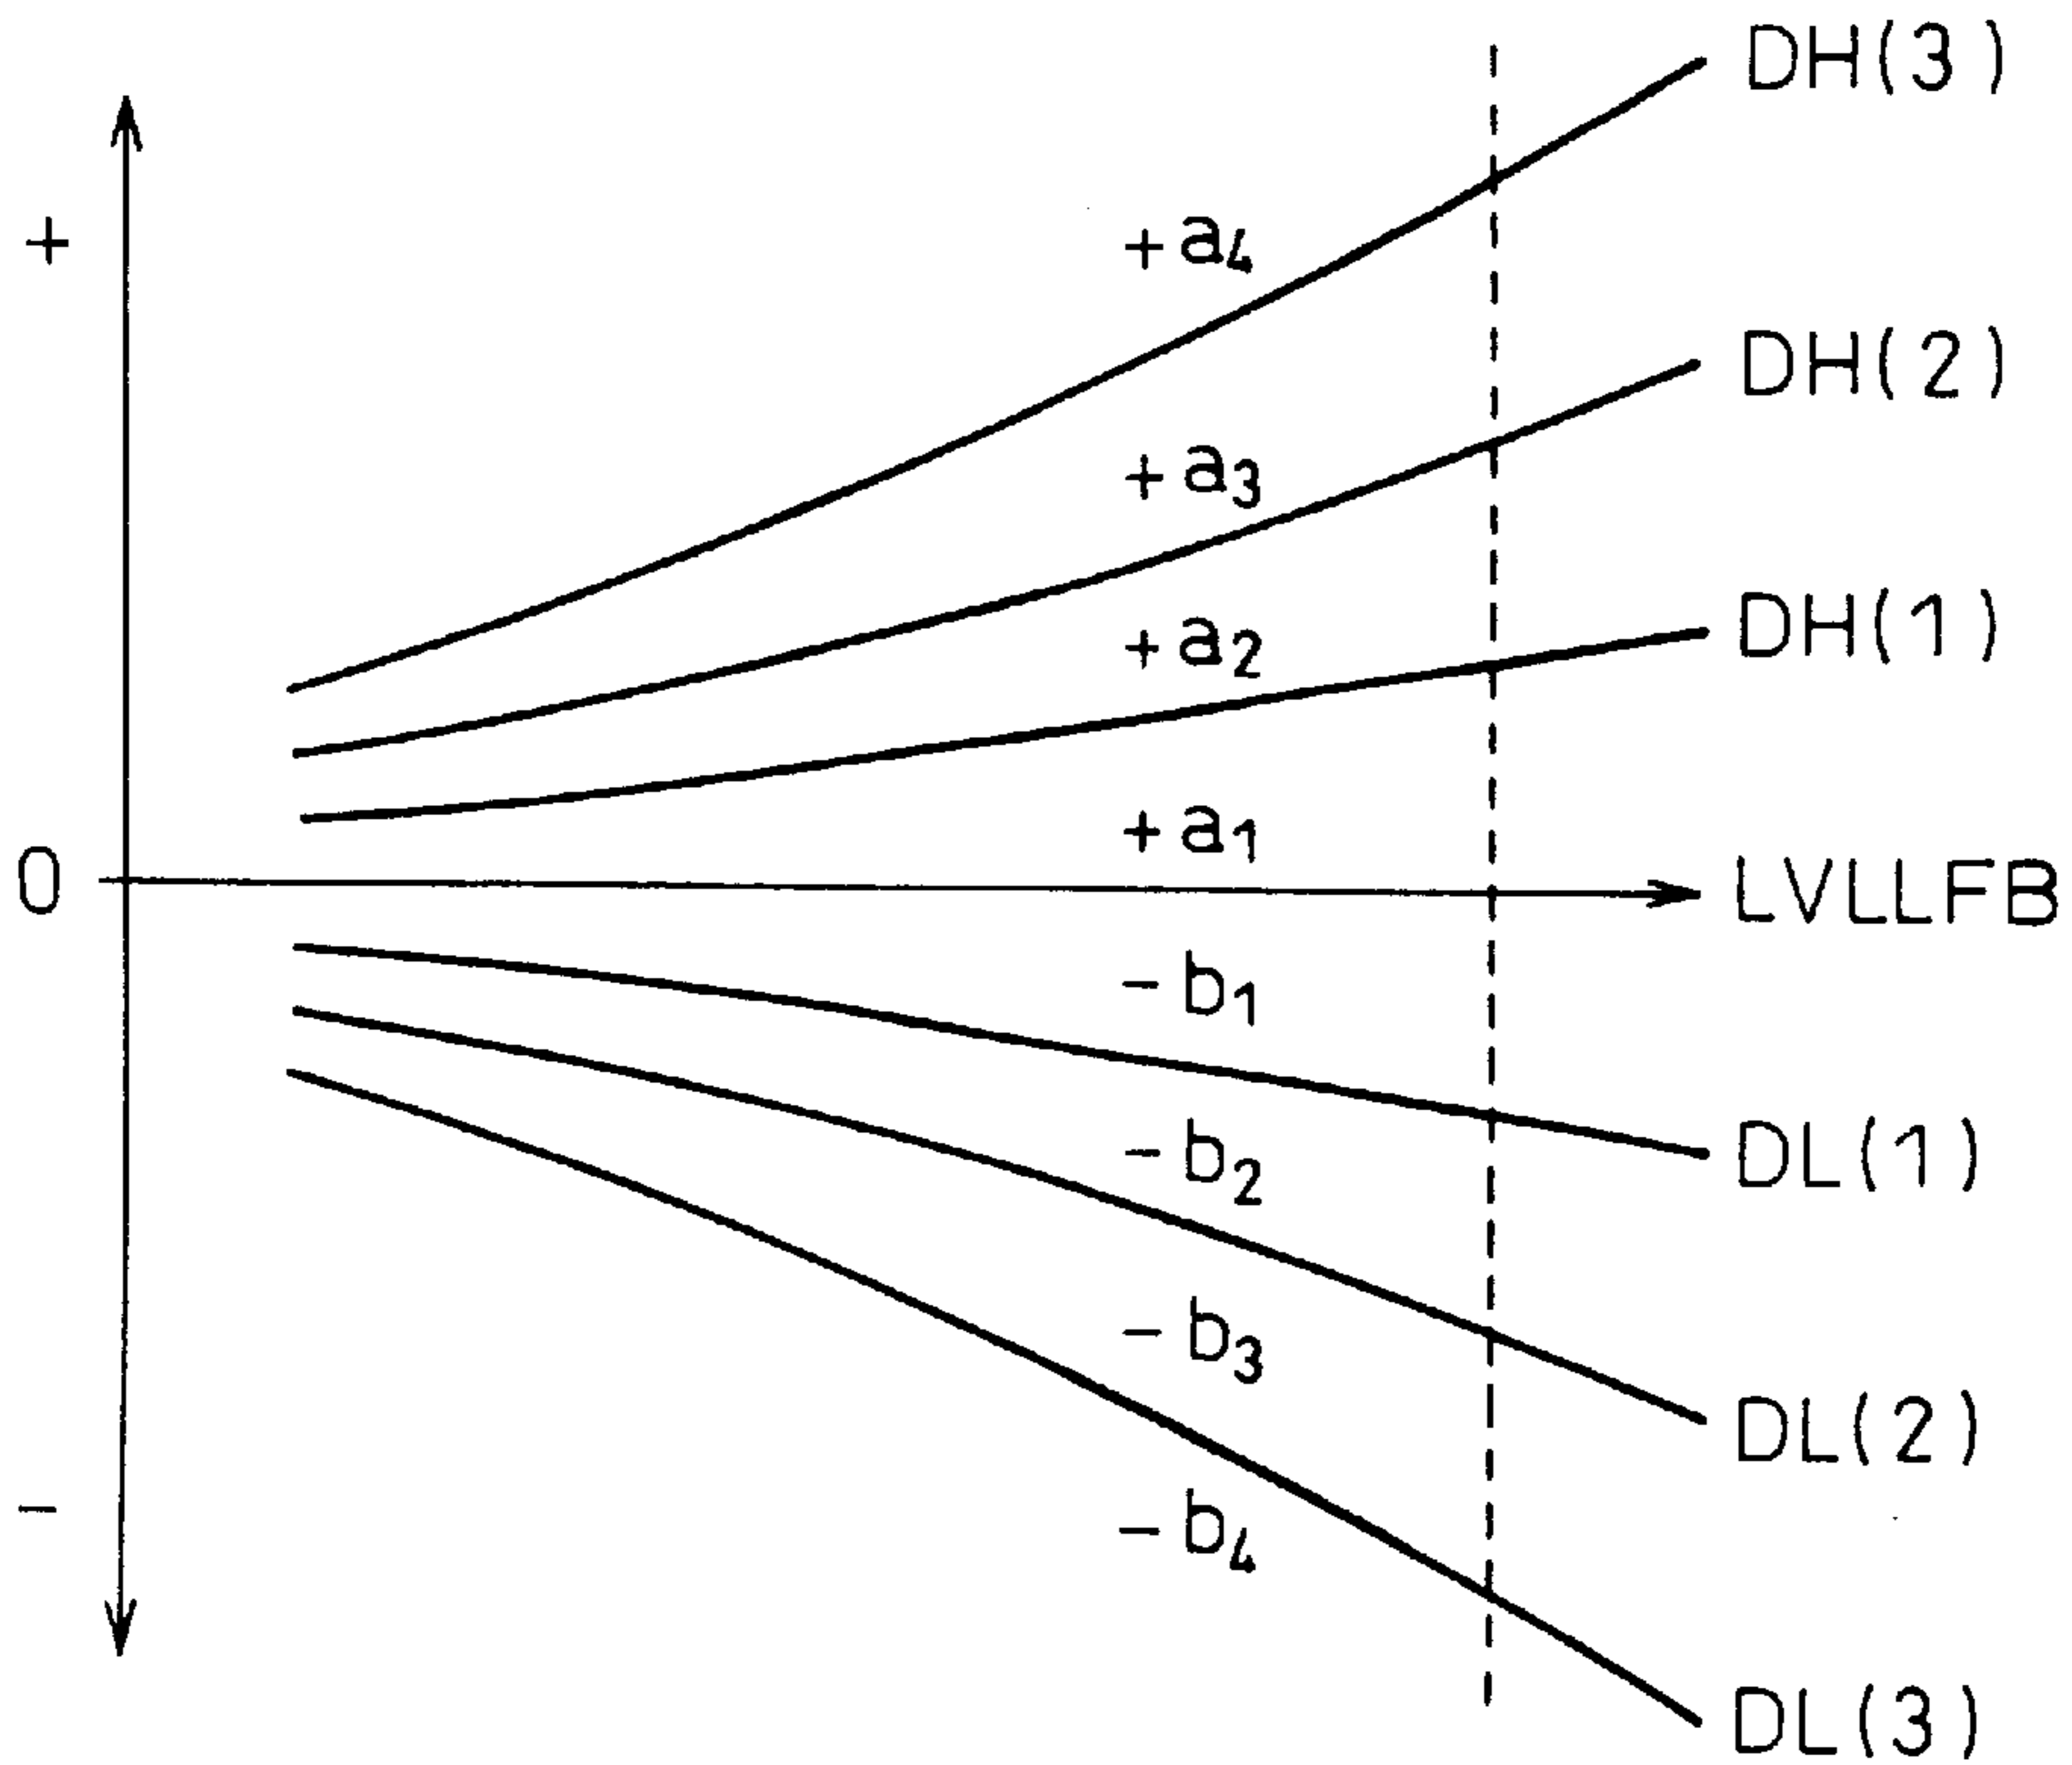 DH(3)
+
+a4
DH(2)
+a3
DH(1)
+a2
+a1
0
LVLLFB
-b1
-b2
DL(1)
-b3
DL(2)
-
-b4
DL(3)